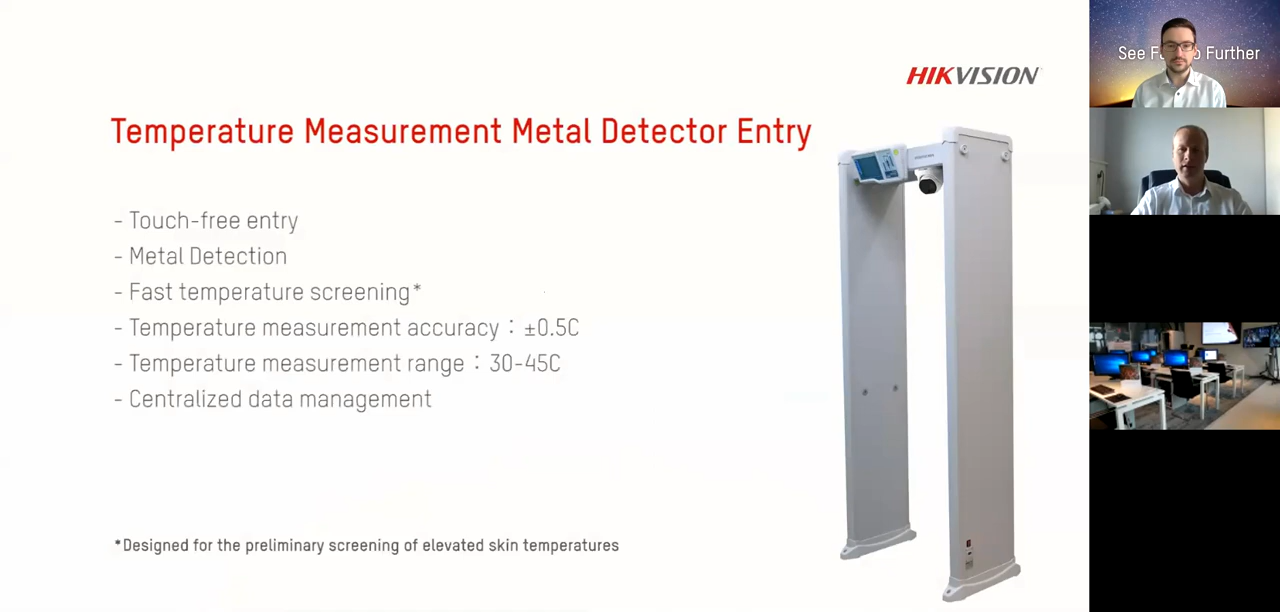 HIKVISION
Temperature Measurement Metal Detector Entry
- Touch-free entry
- Metal Detection
- Fast temperature screening*
- Temperature measurement accuracy：±0.5C
- Temperature measurement range：30-45C
- Centralized data management
*Designed for the preliminary screening of elevated skin temperatures
See Further